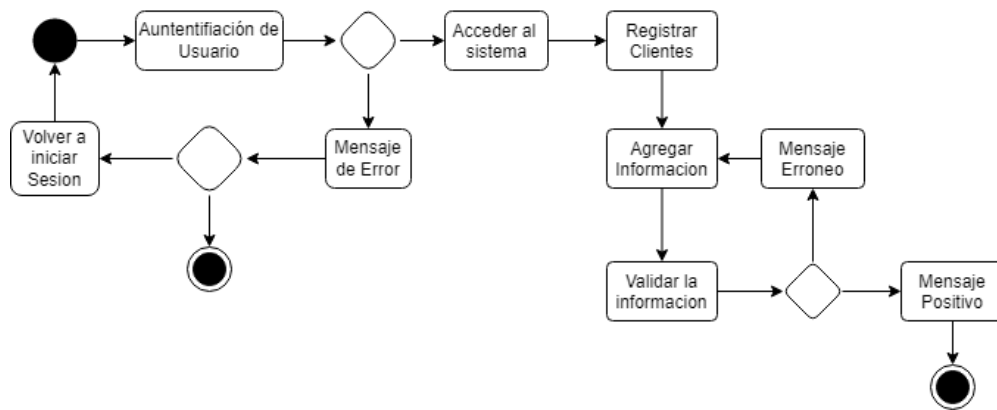 Auntentifiación de
Usuario
Acceder al
sistema
Registrar
Clientes
Volver a
iniciar
Sesion
Mensaje
de Error
Agregar
Informacion
Mensaje
Erroneo
Validar la
informacion
Mensaje
Positivo